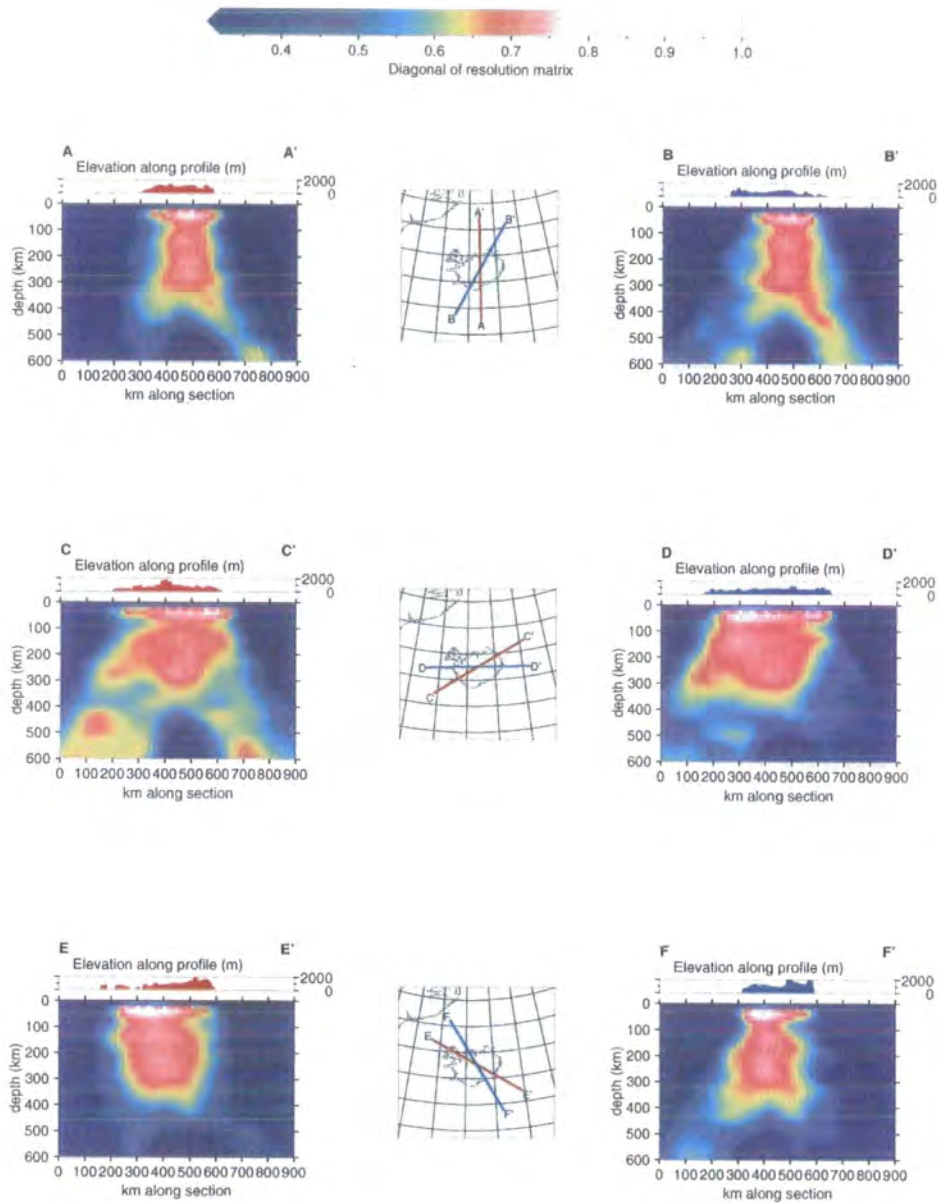 0.4 0.5 0.6 0.7 0.8 0.9 1.0
Diagonal of resolution matrix
A A'
Elevation along profile (m)
2000
0
0
100
200
300
400
500
600
depth (km)
0 100 200 300 400 500 600 700 800 900
km along section
A'
B'
B
A
B B'
Elevation along profile (m)
2000
0
0
100
200
300
400
500
600
depth (km)
0 100 200 300 400 500 600 700 800 900
km along section
C C'
Elevation along profile (m)
2000
0
0
100
200
300
400
500
600
depth (km)
0 100 200 300 400 500 600 700 800 900
km along section
C'
D D'
C
D D'
Elevation along profile (m)
2000
0
0
100
200
300
400
500
600
depth (km)
0 100 200 300 400 500 600 700 800 900
km along section
E E'
Elevation along profile (m)
2000
0
0
100
200
300
400
500
600
depth (km)
0 100 200 300 400 500 600 700 800 900
km along section
F
E
E'
F'
F F'
Elevation along profile (m)
2000
0
0
100
200
300
400
500
600
depth (km)
0 100 200 300 400 500 600 700 800 900
km along section